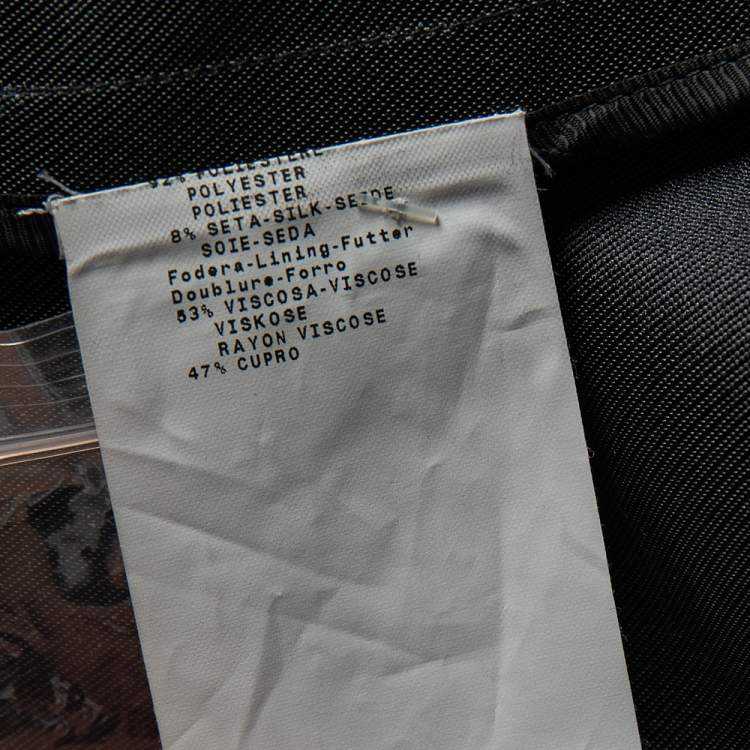 POLIESTERE
POLYESTER
POLIESTER
8% SETA-SILK-SEIDE
SOIE-SEDA
Fodera-Lining-Futter
Doublure-Forro
53% VISCOSA-VISCOSE
VISKOSE
RAYON VISCOSE
47% CUPRO